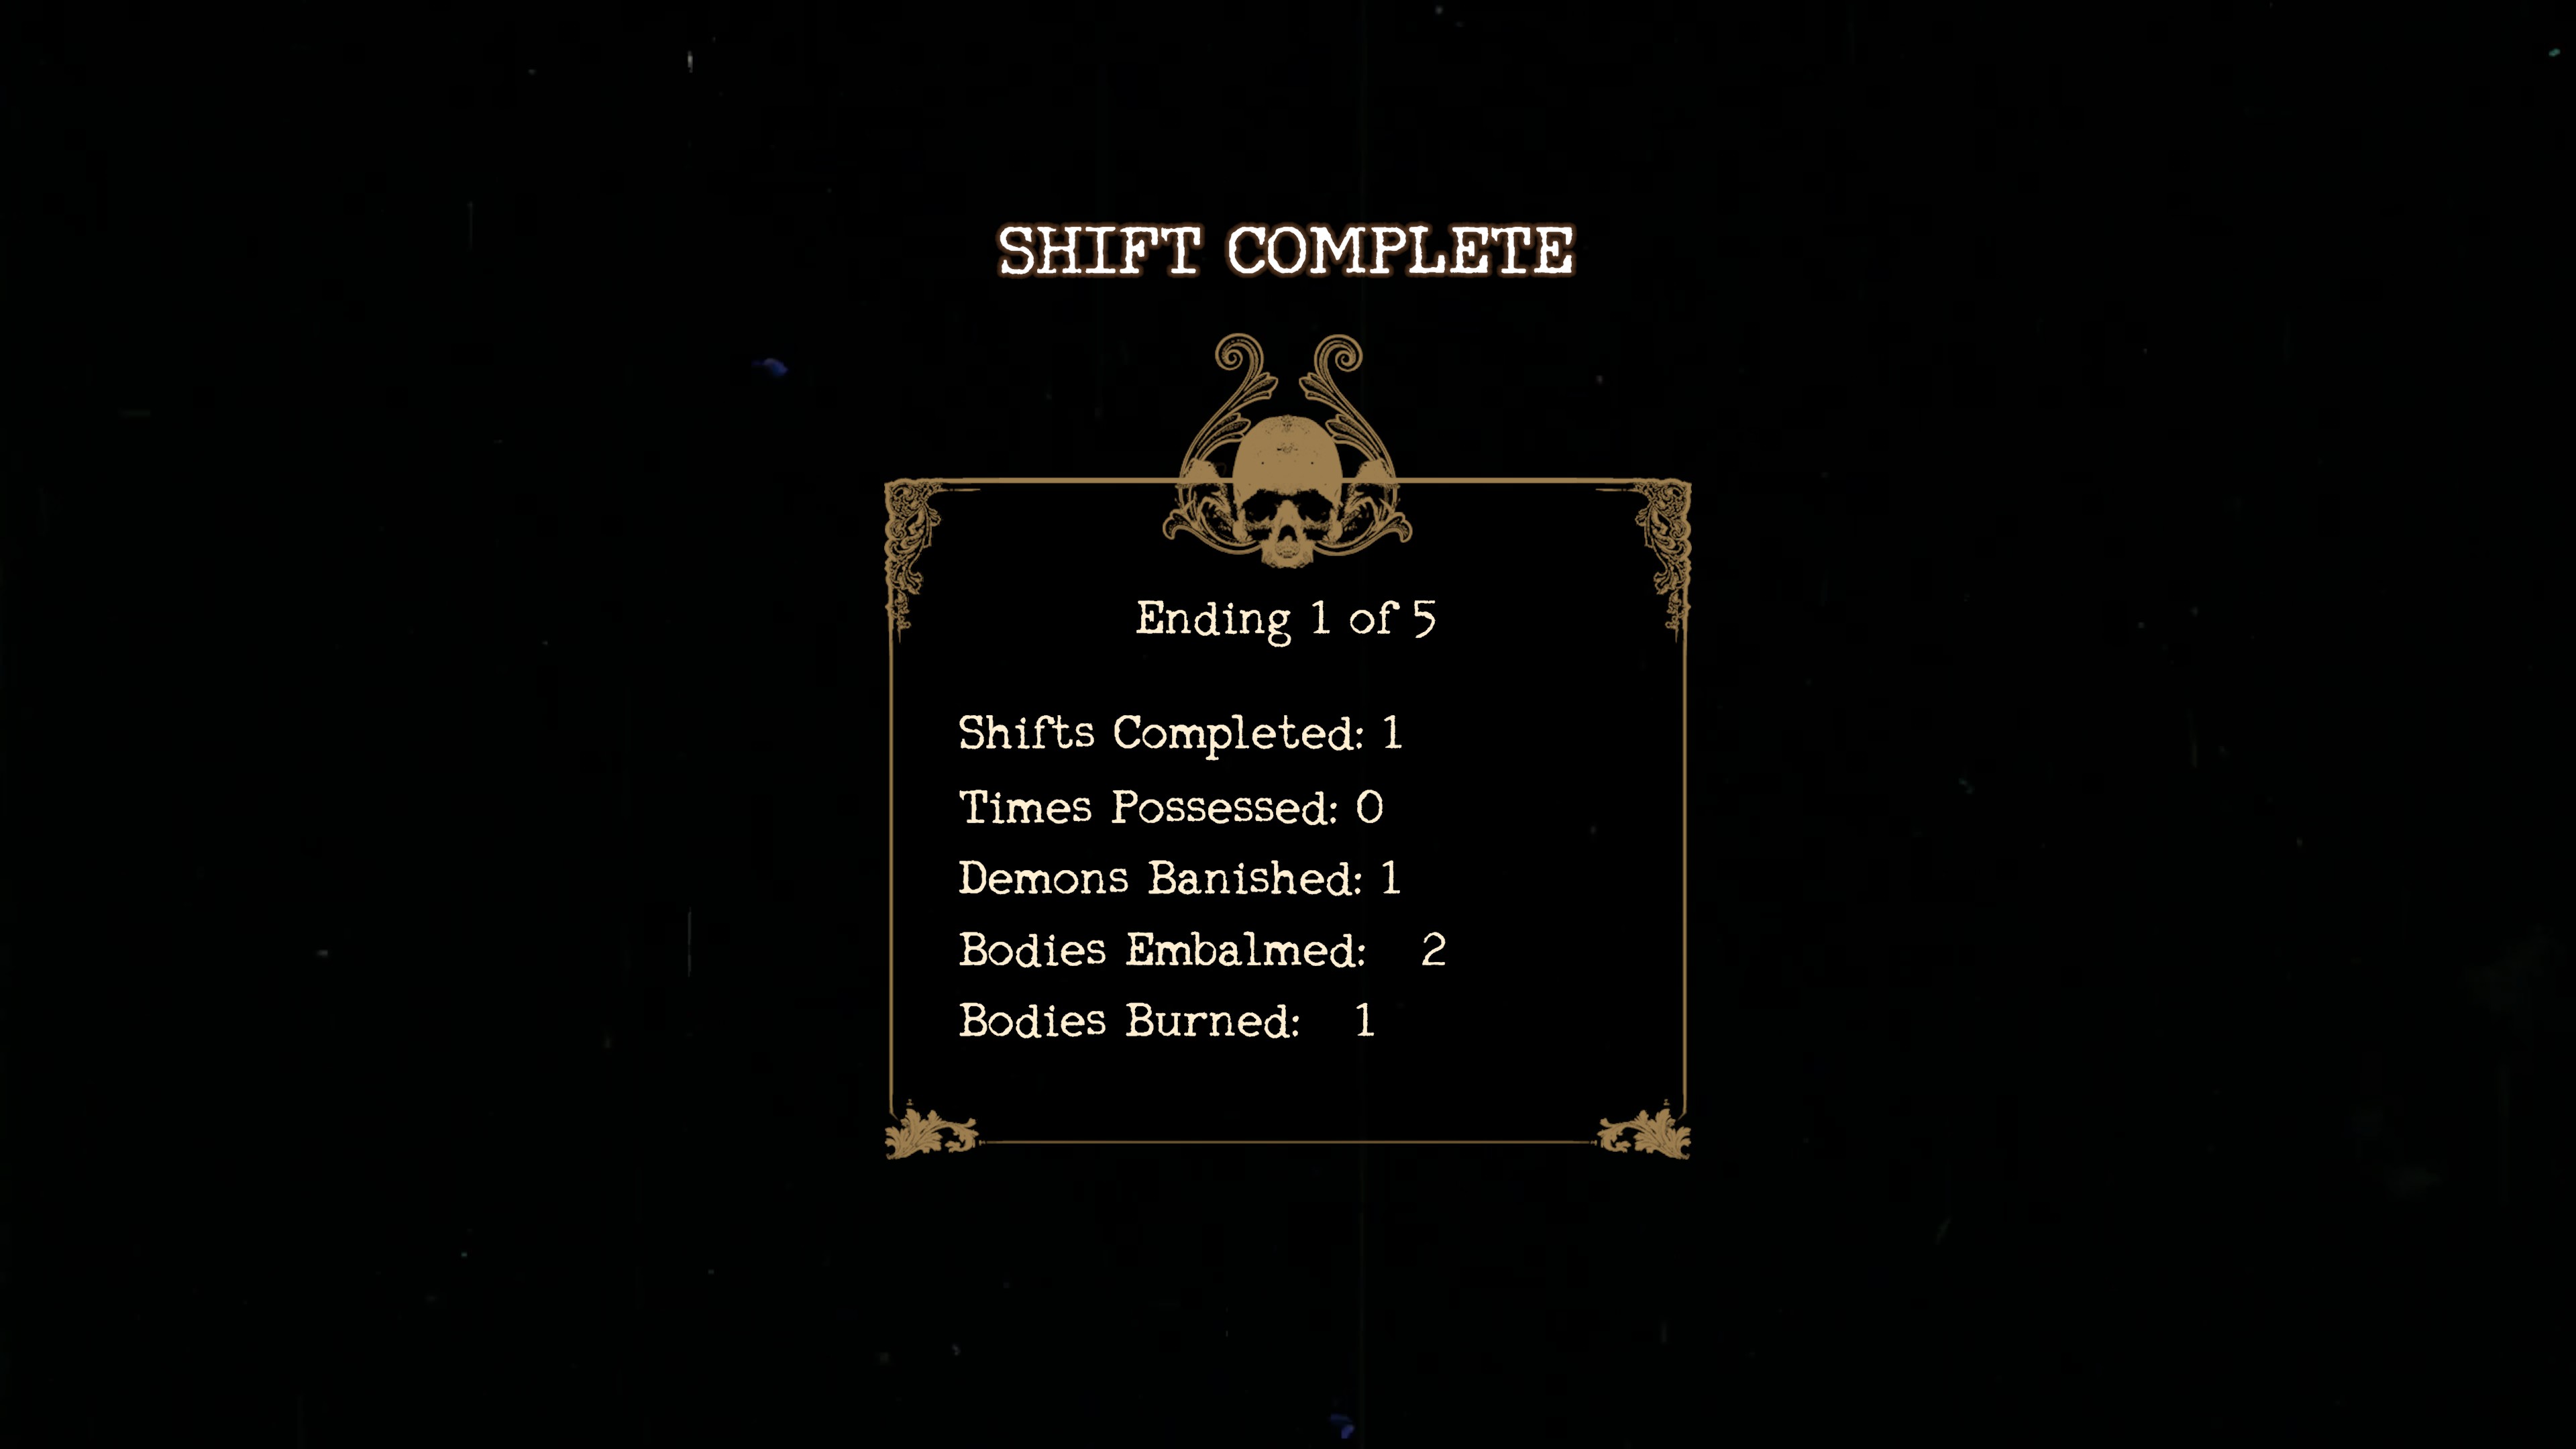 SHIFT COMPLETE
Ending 1 of 5
Shifts Completed: 1
Times Possessed: 0
Demons Banished: 1
Bodies Embalmed: 2
Bodies Burned: 1